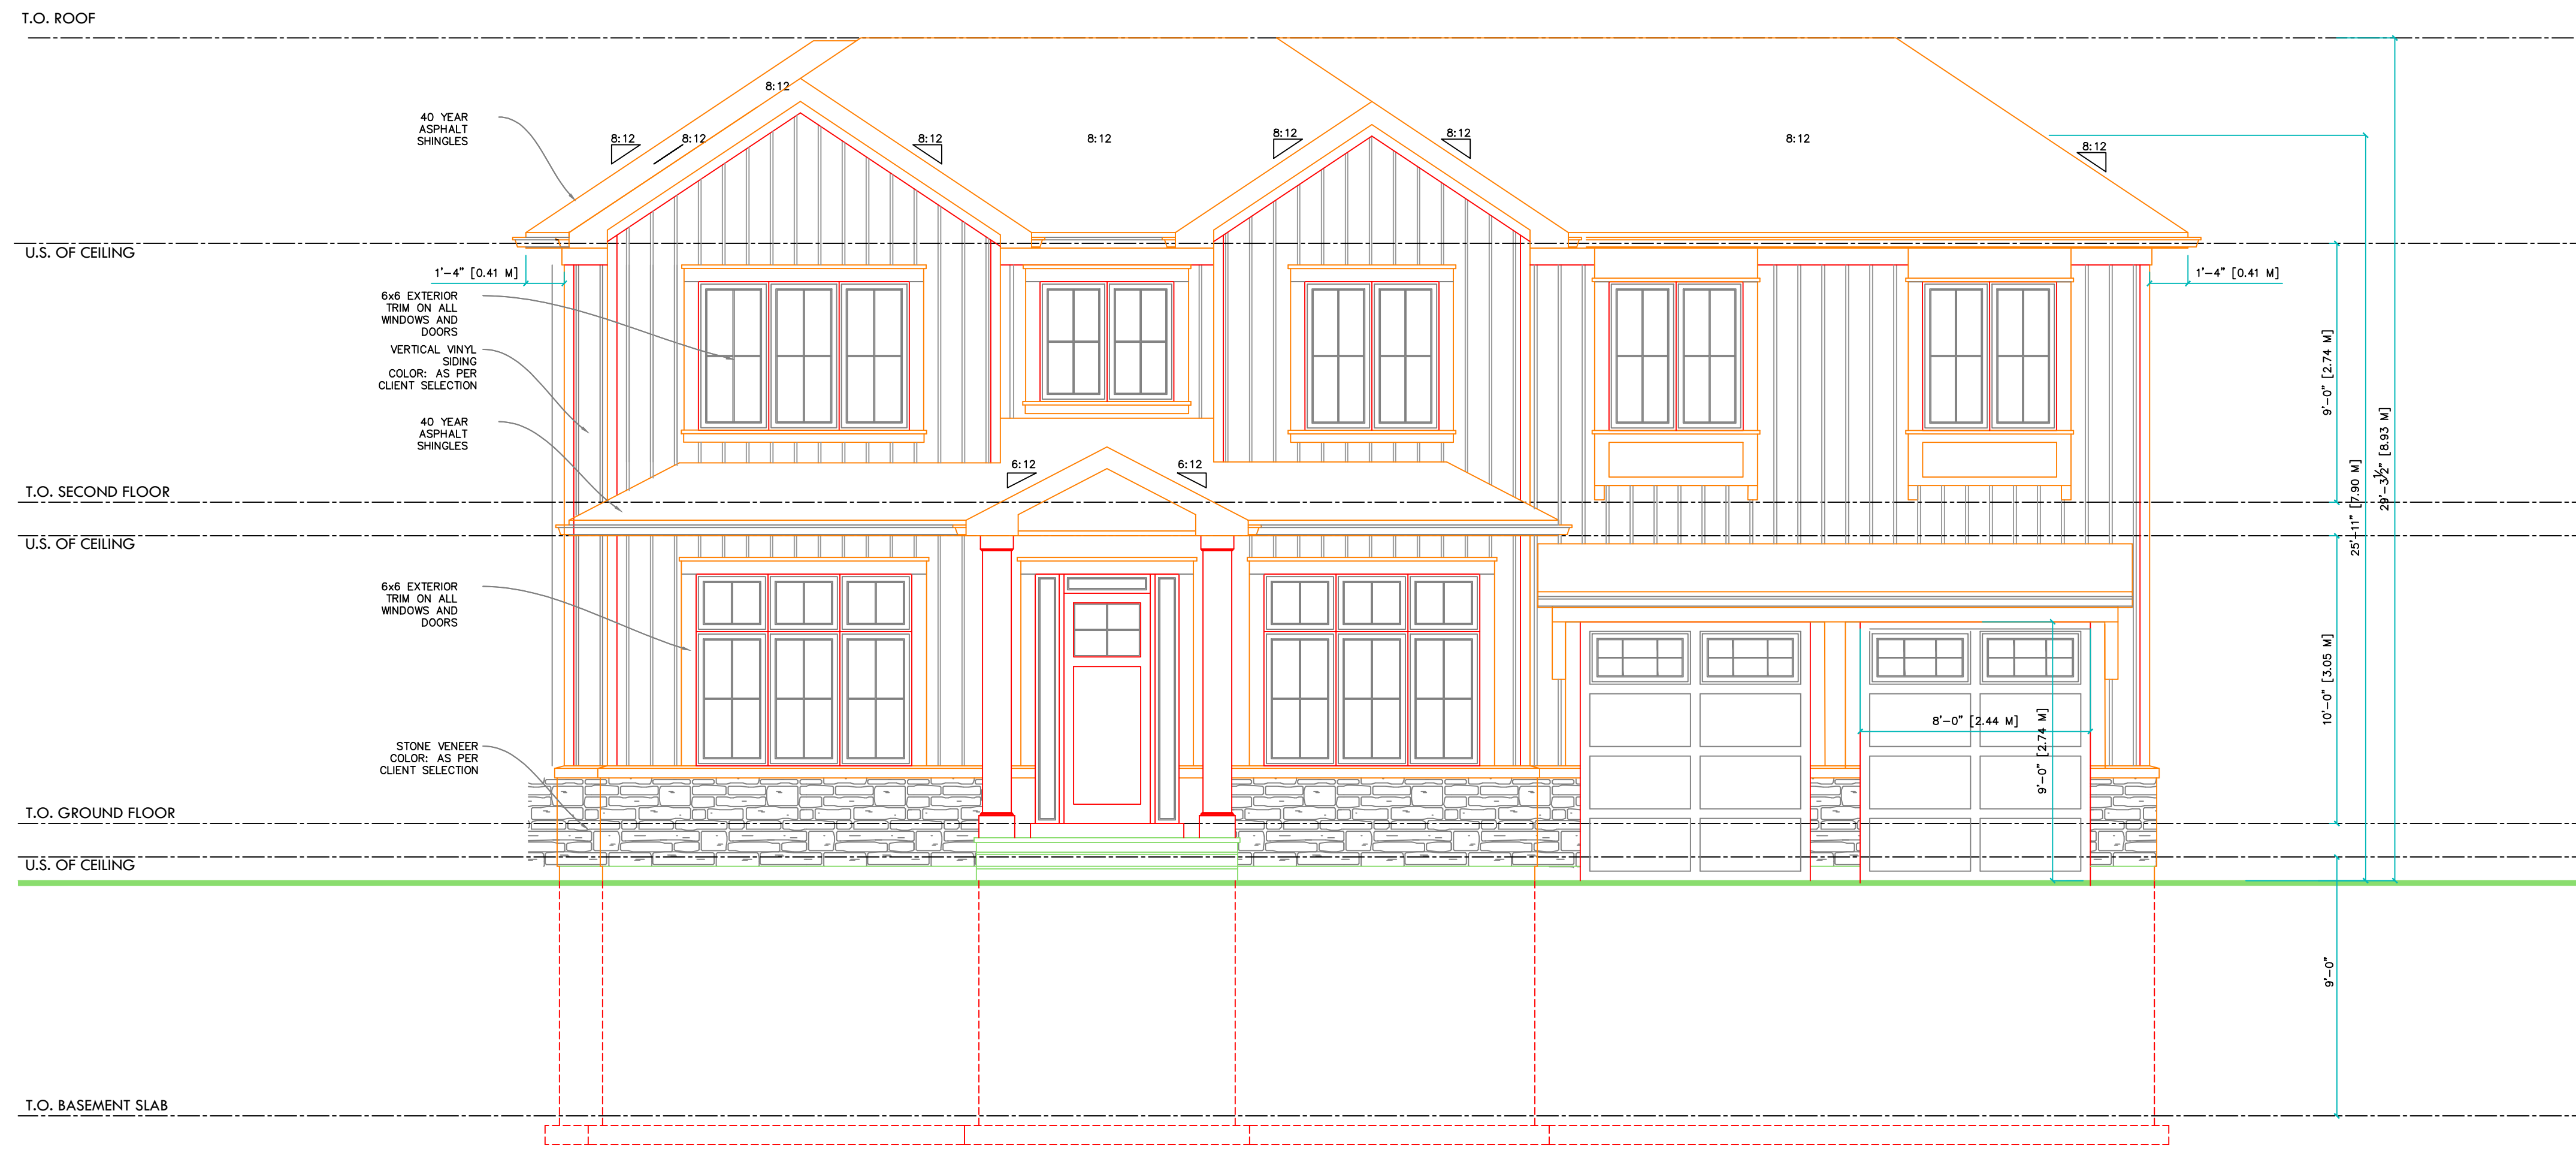 T.O. ROOF
8:12
40 YEAR
ASPHALT
SHINGLES
8:12
8:12
8:12
8:12
8:12
8:12
8:12
8:12
U.S. OF CEILING
1'-4" [0.41 M]
1'-4" [0.41 M]
6x6 EXTERIOR
TRIM ON ALL
WINDOWS AND
DOORS
VERTICAL VINYL
SIDING
COLOR: AS PER
CLIENT SELECTION
9'-0" [2.74 M]
40 YEAR
ASPHALT
SHINGLES
6:12
6:12
25'-11" [7.90 M]
29'-3½" [8.93 M]
T.O. SECOND FLOOR
U.S. OF CEILING
6x6 EXTERIOR
TRIM ON ALL
WINDOWS AND
DOORS
10'-0" [3.05 M]
8'-0" [2.44 M]
9'-0" [2.74 M]
STONE VENEER
COLOR: AS PER
CLIENT SELECTION
T.O. GROUND FLOOR
U.S. OF CEILING
9'-0"
T.O. BASEMENT SLAB